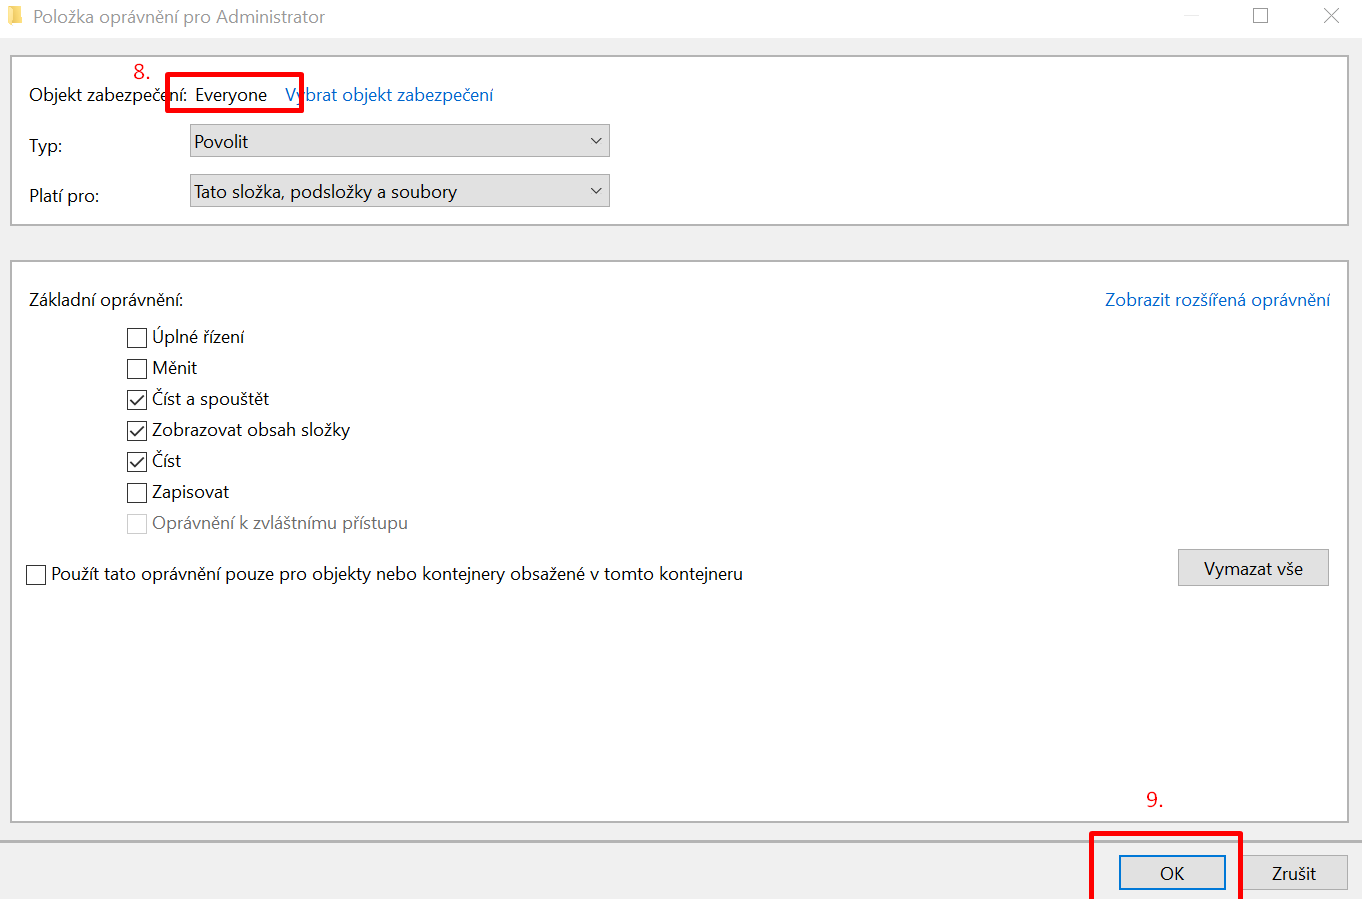 Položka oprávnění pro Administrator
8.
Objekt zabezpečení: Everyone Vybrat objekt zabezpečení
Typ: Povolit
Platí pro: Tato složka, podsložky a soubory
Základní oprávnění: Zobrazit rozšířená oprávnění
Úplné řízení
Měnit
Číst a spouštět
Zobrazovat obsah složky
Číst
Zapisovat
Oprávnění k zvláštnímu přístupu
Použít tato oprávnění pouze pro objekty nebo kontejnery obsažené v tomto kontejneru
Vymazat vše
9.
OK Zrušit